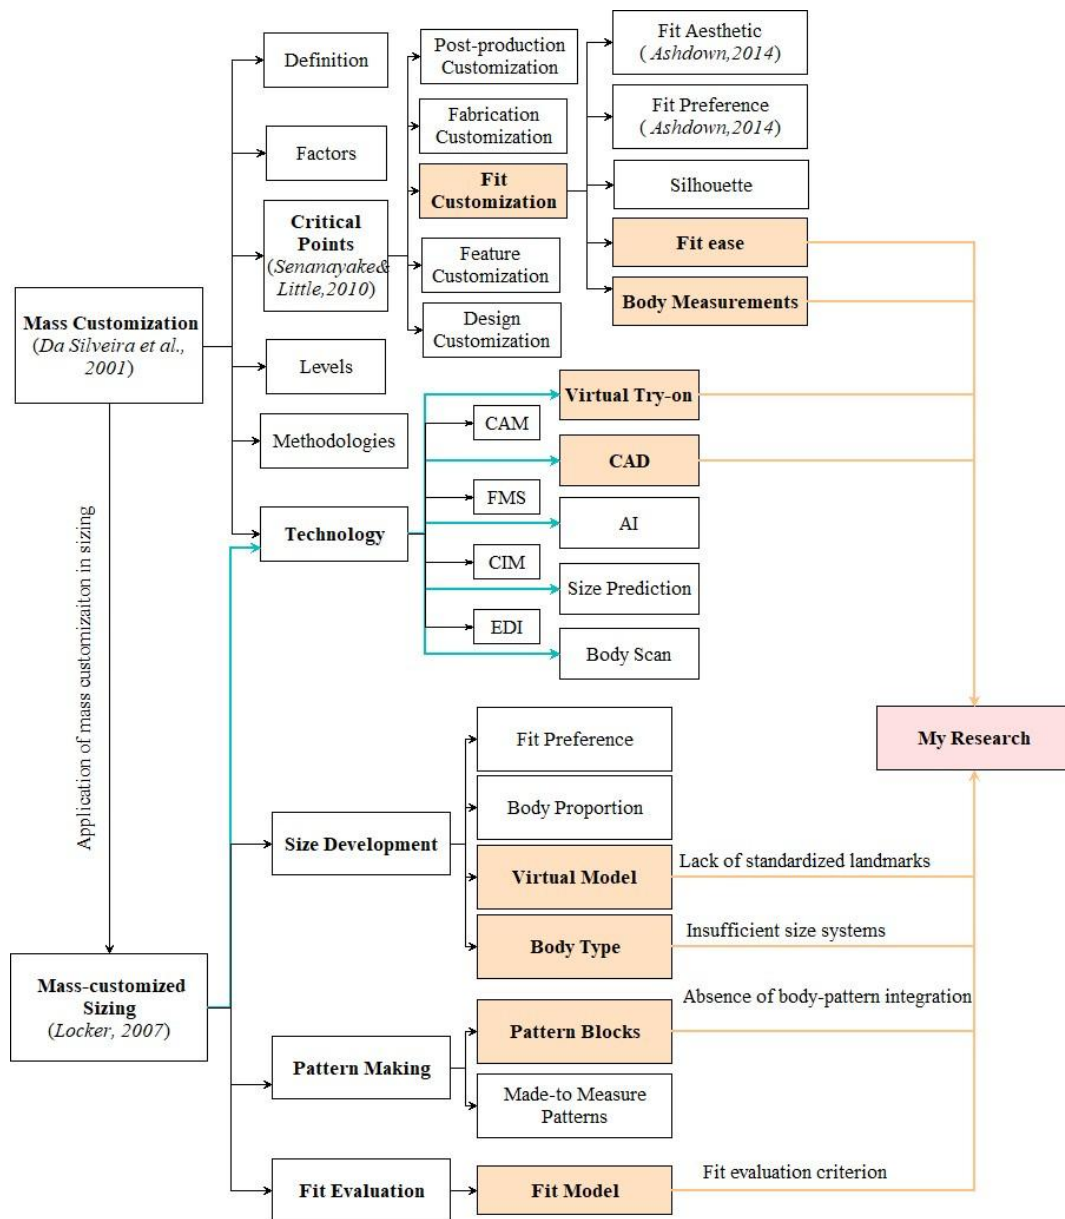 Definition
Factors
Critical
Points
(Senanayake&
Little,2010)
Levels
Methodologies
Technology
Mass Customization
(Da Silveira et al.,
2001)
Application of mass customizaiton in sizing
Mass-customized
Sizing
(Locker, 2007)
Post-production
Customization
Fabrication
Customization
Fit
Customization
Feature
Customization
Design
Customization
Fit Aesthetic
( Ashdown,2014)
Fit Preference
( Ashdown,2014)
Silhouette
Fit ease
Body Measurements
CAM
FMS
CIM
EDI
Virtual Try-on
CAD
AI
Size Prediction
Body Scan
Size Development
Fit Preference
Body Proportion
Virtual Model
Body Type
Pattern Making
Pattern Blocks
Made-to Measure
Patterns
Fit Evaluation
Fit Model
Lack of standardized landmarks
Insufficient size systems
Absence of body-pattern integration
Fit evaluation criterion
My Research